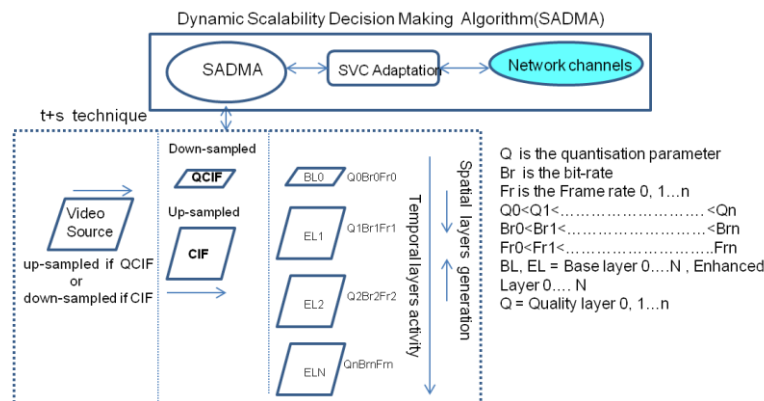 Dynamic Scalability Decision Making Algorithm(SADMA)
SADMA
SVC Adaptation
Network channels
t+s technique
Down-sampled
QCIF
Up-sampled
CIF
Video
Source
up-sampled if QCIF
or
down-sampled if CIF
BL0 Q0Br0Fr0
EL1 Q1Br1Fr1
EL2 Q2Br2Fr2
ELN QnBrnFrn
Temporal layers activity
Spatial layers
generation
Q is the quantisation parameter
Br is the bit-rate
Fr is the Frame rate 0, 1...n
Q0<Q1<............................ <Qn
Br0<Br1<............................<Brn
Fr0<Fr1<............................Frn
BL, EL = Base layer 0....N , Enhanced
Layer 0.... N
Q = Quality layer 0, 1...n